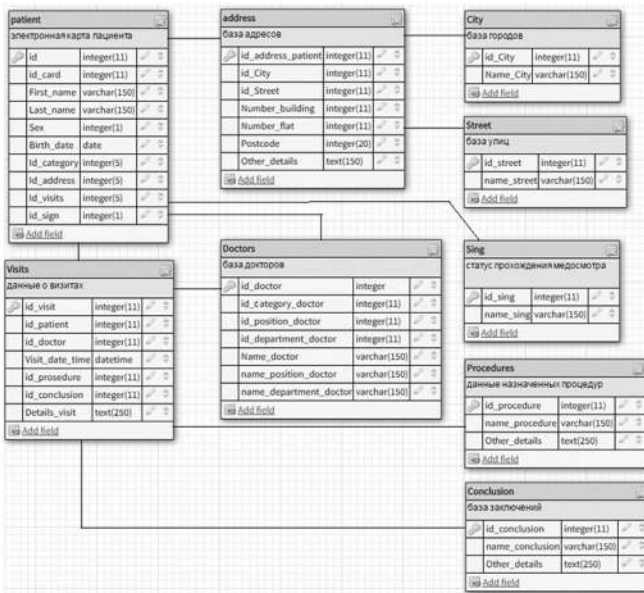 patient
электронная карта пациента
id integer(11)
id_card integer(11)
First_name varchar(150)
Last_name varchar(150)
Sex integer(1)
Birth_date date
Id_category integer(5)
Id_address integer(5)
Id_visits integer(5)
id_sign integer(1)
Add field
address
база адресов
id_address_patient integer(11)
id_City integer(11)
id_Street integer(11)
Number_building integer(11)
Number_flat integer(11)
Postcode integer(20)
Other_details text(150)
Add field
City
база городов
id_City integer(11)
Name_City varchar(150)
Add field
Street
база улиц
id_street integer(11)
name_street varchar(150)
Add field
Visits
данные о визитах
id_visit integer(11)
id_patient integer(11)
id_doctor integer(11)
Visit_date_time datetime
id_prosedure integer(11)
id_conclusion integer(11)
Details_visit text(250)
Add field
Doctors
база докторов
id_doctor integer
id_category_doctor integer(11)
id_position_doctor integer(11)
id_department_doctor integer(11)
Name_doctor varchar(150)
name_position_doctor varchar(150)
name_department_doctor varchar(150)
Add field
Sing
статус прохождения медосмотра
id_sing integer(11)
name_sing varchar(150)
Add field
Procedures
данные назначенных процедур
id_procedure integer(11)
name_procedure varchar(150)
Other_details text(250)
Add field
Conclusion
база заключений
id_conclusion integer(11)
name_conclusion varchar(150)
Other_details text(250)
Add field